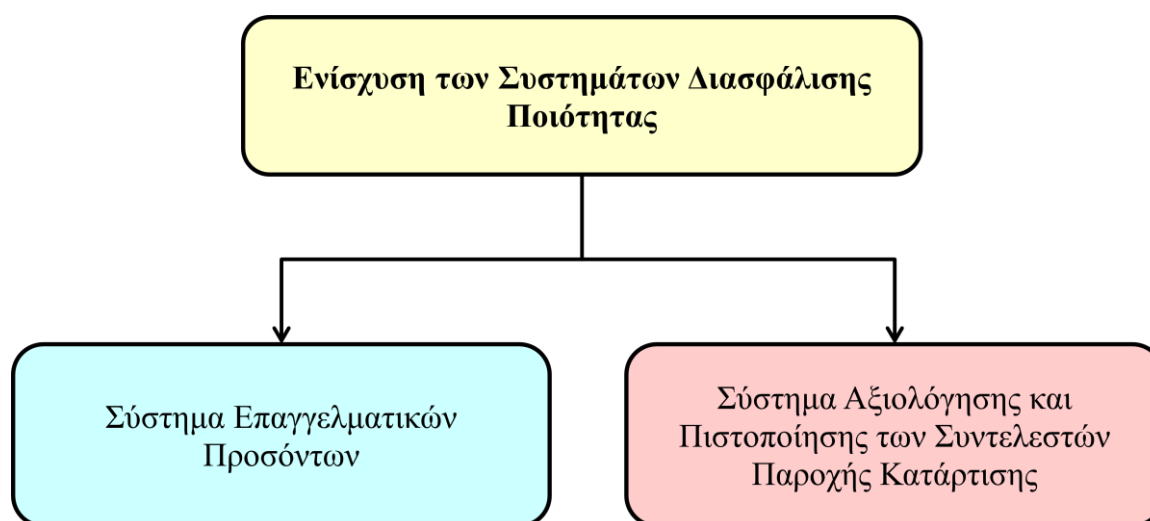 Ενίσχυση των Συστημάτων Διασφάλισης
Ποιότητας
Σύστημα Επαγγελματικών
Προσόντων
Σύστημα Αξιολόγησης και
Πιστοποίησης των Συντελεστών
Παροχής Κατάρτισης